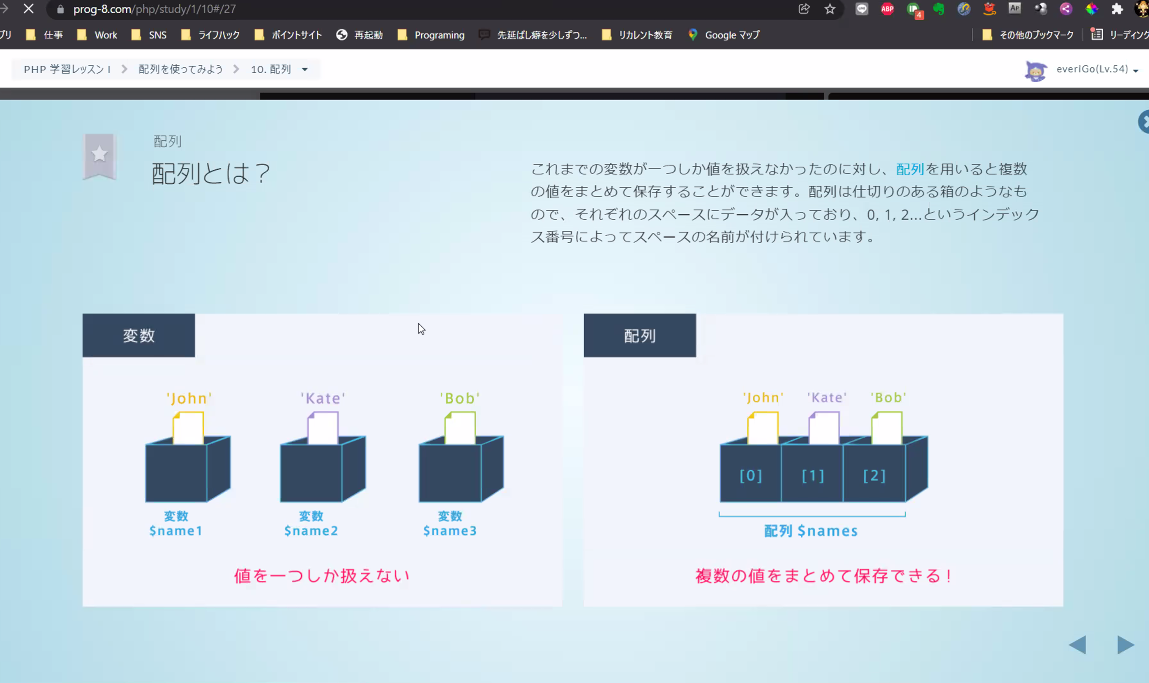 prog-8.com/php/study/1/10#/27
プリ 仕事 Work SNS ライフハック ポイントサイト 再起動 Programing 先延ばし癖を少しずつ... リカレント教育 Google マップ その他のブックマーク リーディング
PHP 学習レッスン I 配列を使ってみよう 10. 配列 everiGo(Lv.54)
配列
配列とは？
これまでの変数が一つしか値を扱えなかったのに対し、配列を用いると複数
の値をまとめて保存することができます。配列は仕切りのある箱のようなも
ので、それぞれのスペースにデータが入っており、0, 1, 2...というインデック
ス番号によってスペースの名前が付けられています。
変数
'John' 'Kate' 'Bob'
変数 変数 変数
$name1 $name2 $name3
値を一つしか扱えない
配列
'John' 'Kate' 'Bob'
[0] [1] [2]
配列 $names
複数の値をまとめて保存できる！